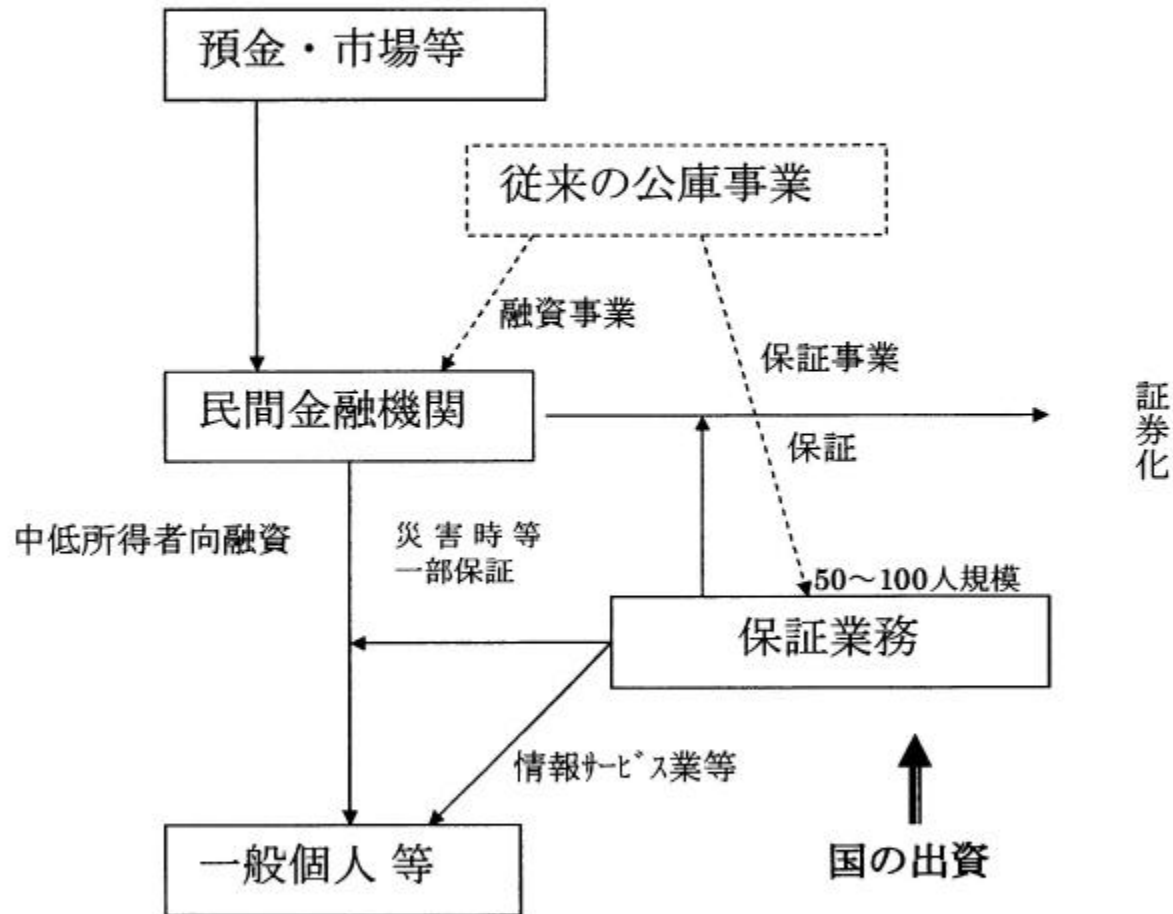 預金・市場等
従来の公庫事業
融資事業
保証事業
民間金融機関
保証
証券化
中低所得者向融資
災害時等
一部保証
50～100人規模
保証業務
情報ｻｰﾋﾞｽ業等
一般個人 等
国の出資